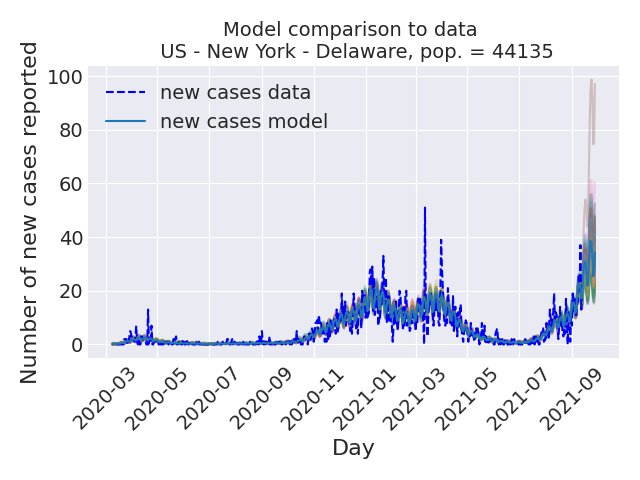 Model comparison to data
US - New York - Delaware, pop. = 44135
Number of new cases reported
100
80
60
40
20
0
new cases data
new cases model
2020-03
2020-05
2020-07
2020-09
2020-11
2021-01
2021-03
2021-05
2021-07
2021-09
Day